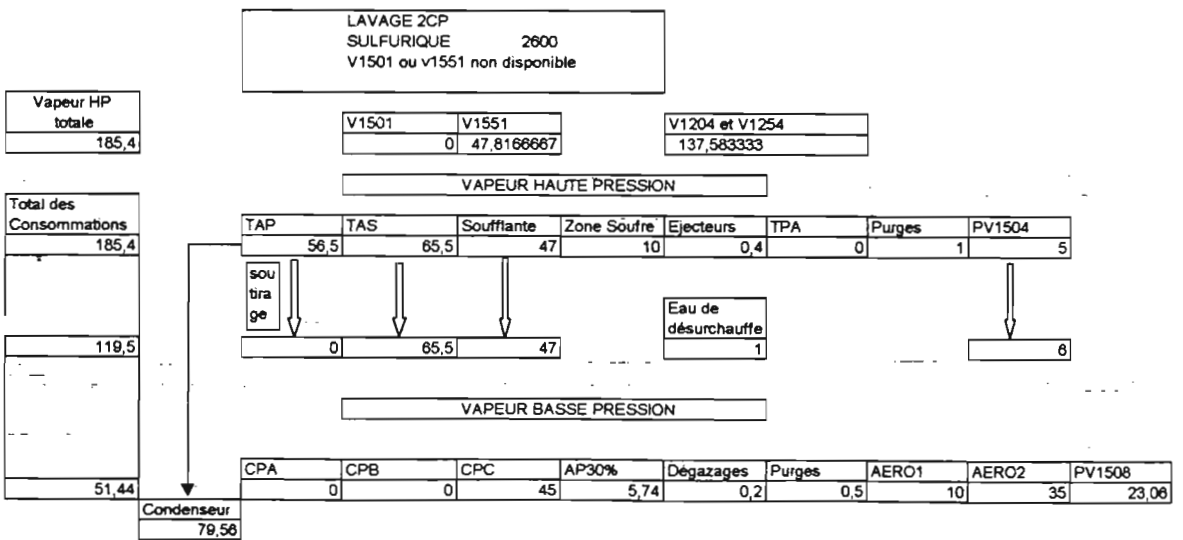 LAVAGE 2CP
SULFURIQUE 2600
V1501 ou v1551 non disponible
Vapeur HP
totale
185,4
V1501 V1551 V1204 et V1254
0 47,8166667 137,583333
VAPEUR HAUTE PRESSION
Total des
Consommations
185,4
TAP TAS Soufflante Zone Soufre Ejecteurs TPA Purges PV1504
56,5 65,5 47 10 0,4 0 1 5
sou
tira
ge
Eau de
désurchauffe
119,5 0 65,5 47 1 6
VAPEUR BASSE PRESSION
CPA CPB CPC AP30% Dégazages Purges AERO1 AERO2 PV1508
51,44 0 0 45 5,74 0,2 0,5 10 35 23,06
Condenseur
79,56